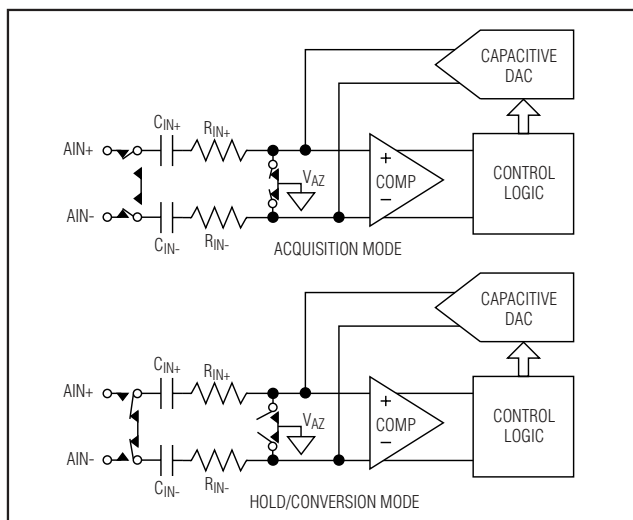 CAPACITIVE
DAC
CIN+
RIN+
AIN+
VAZ
+
COMP
−
CONTROL
LOGIC
AIN-
CIN-
RIN-
ACQUISITION MODE
CAPACITIVE
DAC
CIN+
RIN+
AIN+
VAZ
+
COMP
−
CONTROL
LOGIC
AIN-
CIN-
RIN-
HOLD/CONVERSION MODE